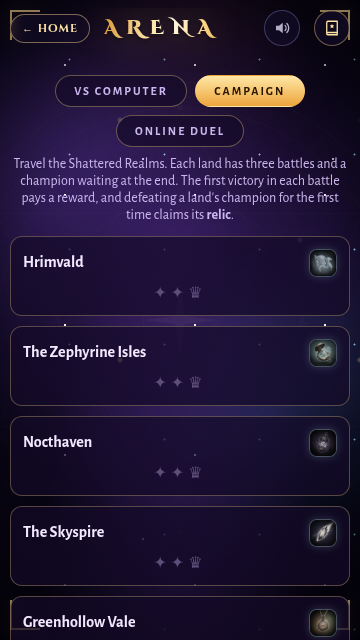 ← HOME
ARENA
VS COMPUTER
CAMPAIGN
ONLINE DUEL
Travel the Shattered Realms. Each land has three battles and a
champion waiting at the end. The first victory in each battle
pays a reward, and defeating a land's champion for the first
time claims its relic.
Hrimvald
The Zephyrine Isles
Nocthaven
The Skyspire
Greenhollow Vale